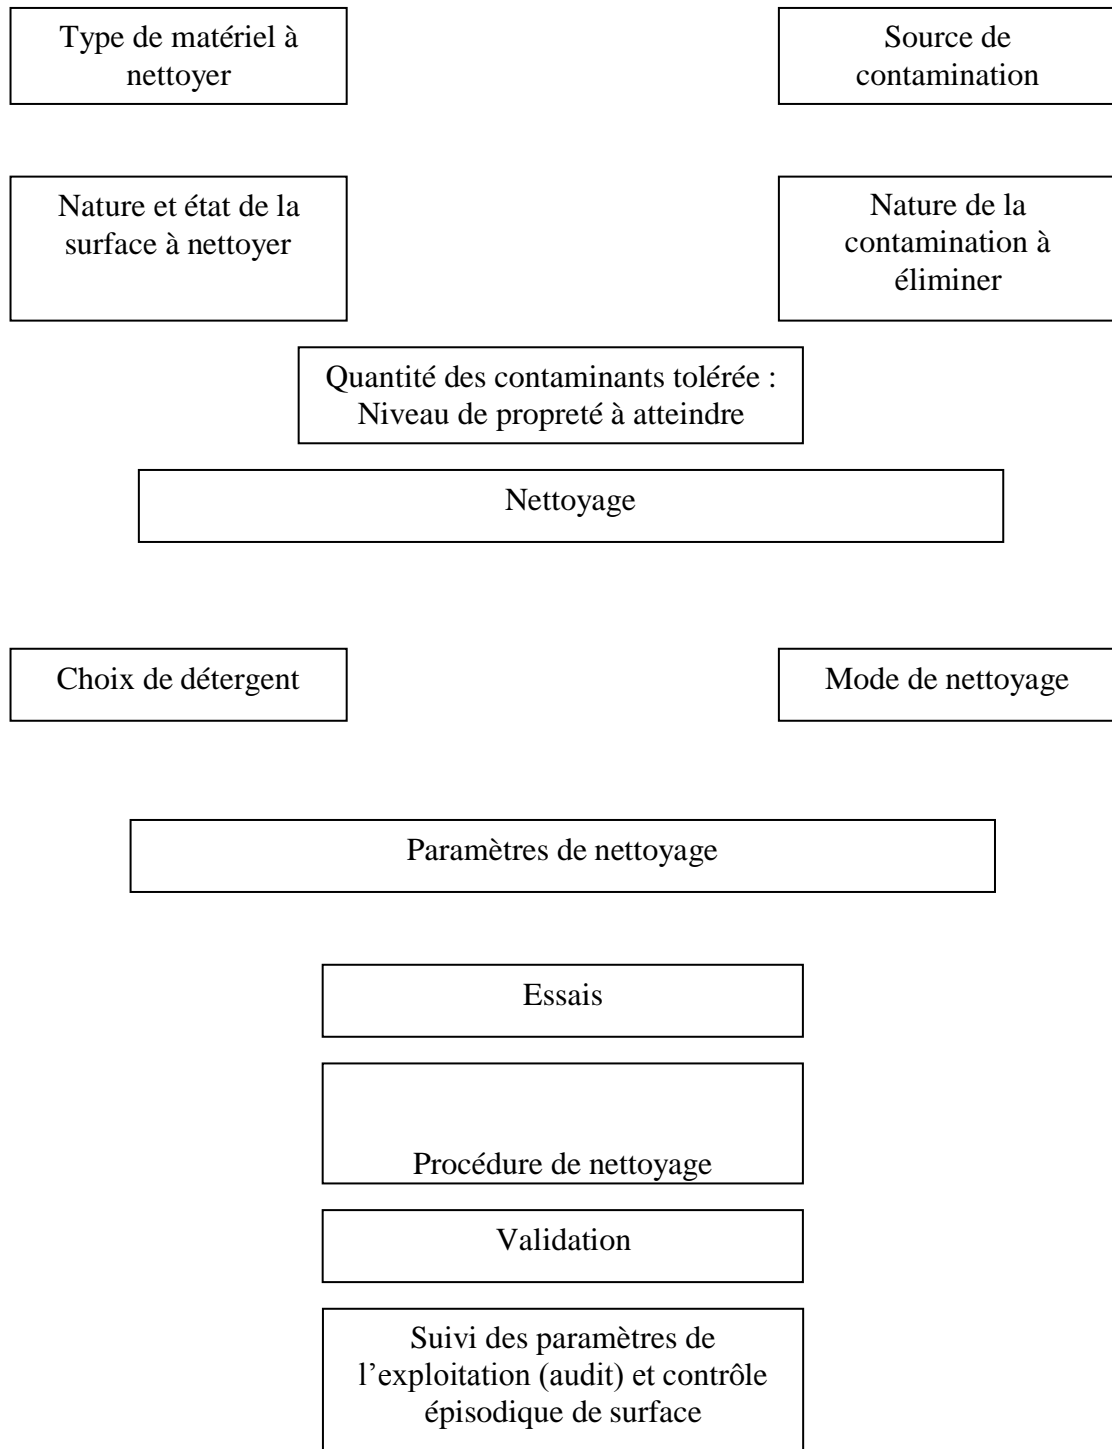 Type de matériel à
nettoyer
Source de
contamination
Nature et état de la
surface à nettoyer
Nature de la
contamination à
éliminer
Quantité des contaminants tolérée :
Niveau de propreté à atteindre
Nettoyage
Choix de détergent
Mode de nettoyage
Paramètres de nettoyage
Essais
Procédure de nettoyage
Validation
Suivi des paramètres de
l’exploitation (audit) et contrôle
épisodique de surface